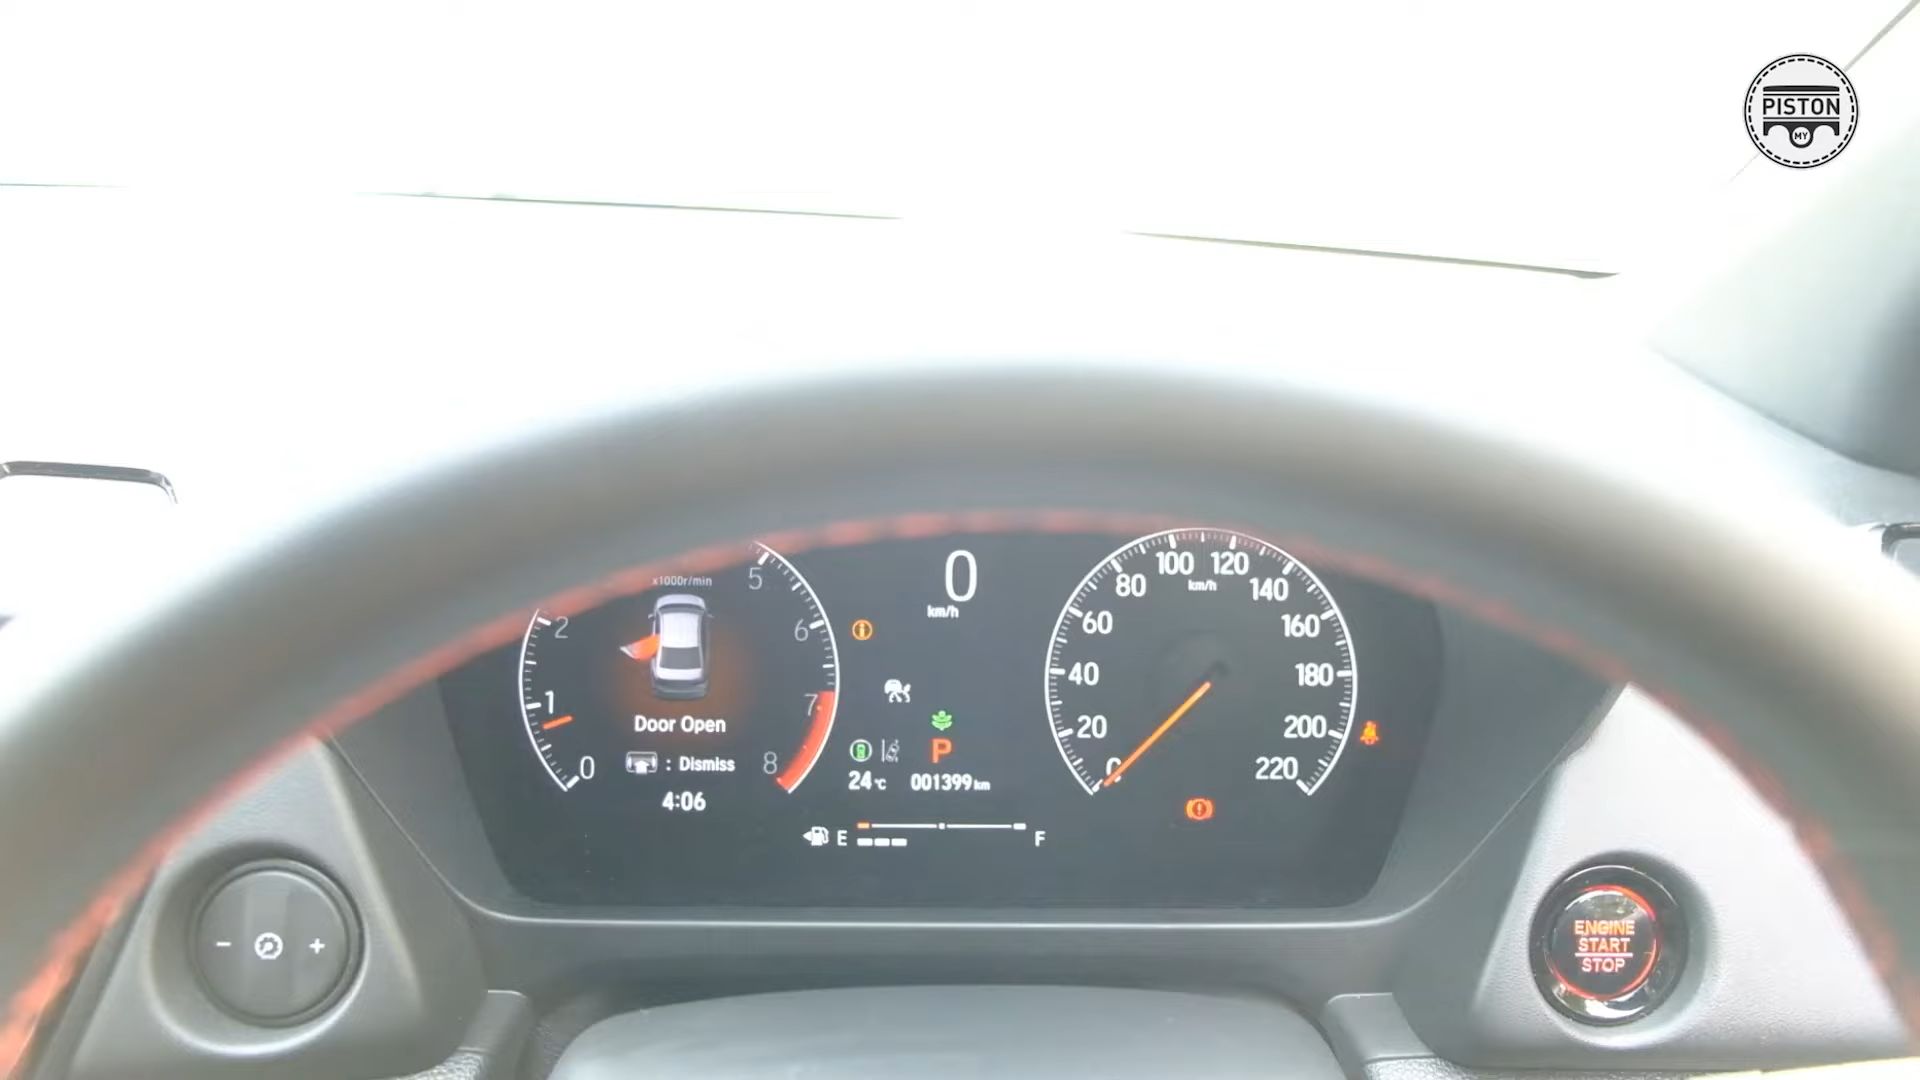 PISTON
MY
x1000r/min
0
1
2
5
6
7
8
Door Open
: Dismiss
4:06
0
km/h
P
24°C
001399 km
E
F
0
20
40
60
80
100
120
140
160
180
200
220
km/h
- +
ENGINE
START
STOP